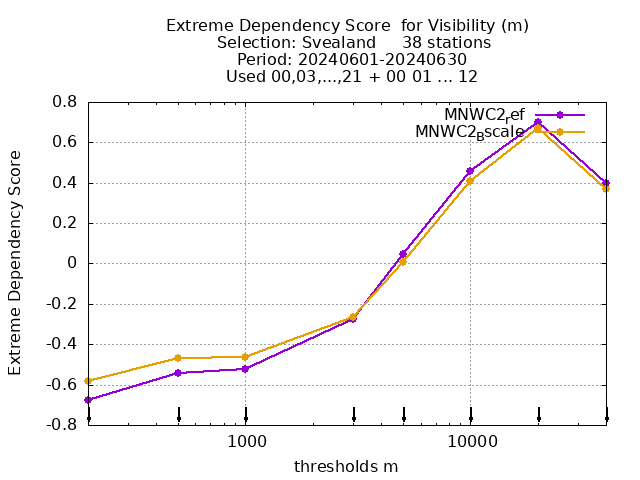 Extreme Dependency Score  for Visibility (m)
Selection: Svealand     38 stations
Period: 20240601-20240630
Used 00,03,...,21 + 00 01 ... 12
MNWC2ref
MNWC2Bscale
0.8
0.6
0.4
0.2
0
-0.2
-0.4
-0.6
-0.8
Extreme Dependency Score
1000 10000
thresholds m